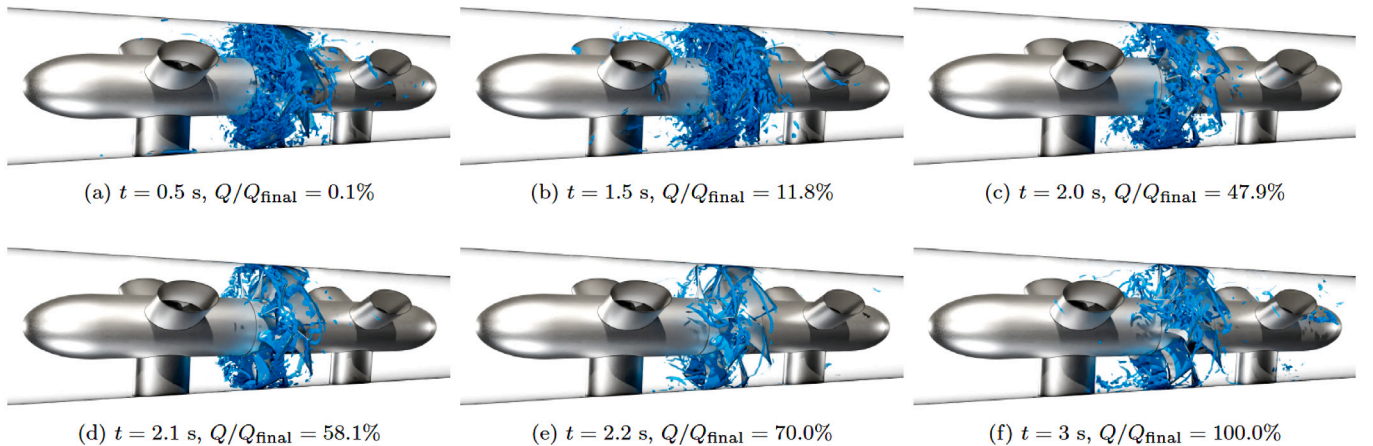 (a) t = 0.5 s, Q/Q_final = 0.1%
(b) t = 1.5 s, Q/Q_final = 11.8%
(c) t = 2.0 s, Q/Q_final = 47.9%
(d) t = 2.1 s, Q/Q_final = 58.1%
(e) t = 2.2 s, Q/Q_final = 70.0%
(f) t = 3 s, Q/Q_final = 100.0%